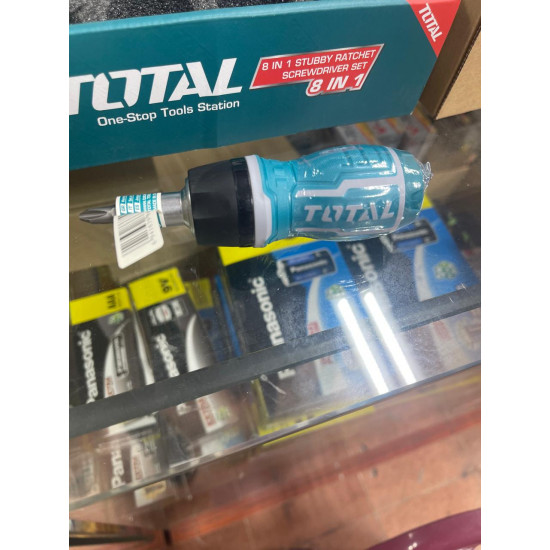 TOTAL
One-Stop Tools Station
8 IN 1 STUBBY RATCHET
SCREWDRIVER SET
8 IN 1
TOTAL
TOTAL
Panasonic
9V
Panasonic
Panasonic